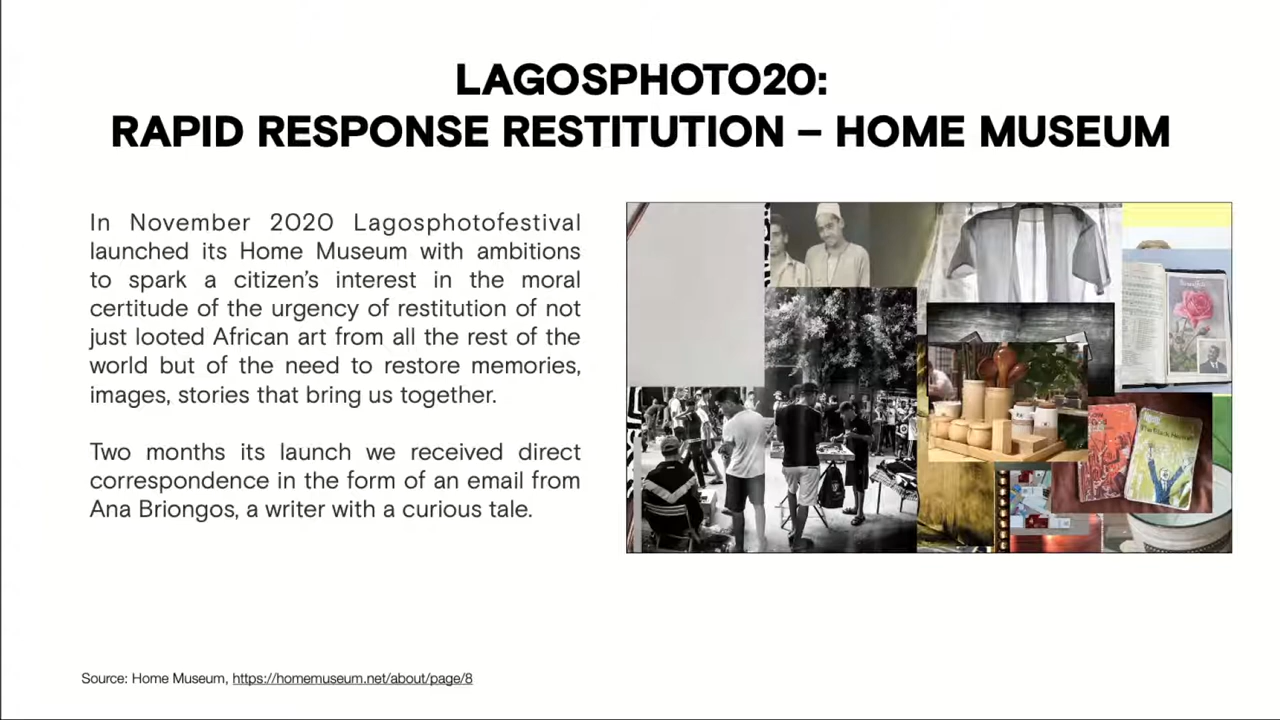 LAGOSPHOTO20:
RAPID RESPONSE RESTITUTION – HOME MUSEUM
In November 2020 Lagosphotofestival
launched its Home Museum with ambitions
to spark a citizen's interest in the moral
certitude of the urgency of restitution of not
just looted African art from all the rest of the
world but of the need to restore memories,
images, stories that bring us together.
Two months its launch we received direct
correspondence in the form of an email from
Ana Briongos, a writer with a curious tale.
Source: Home Museum, https://homemuseum.net/about/page/8